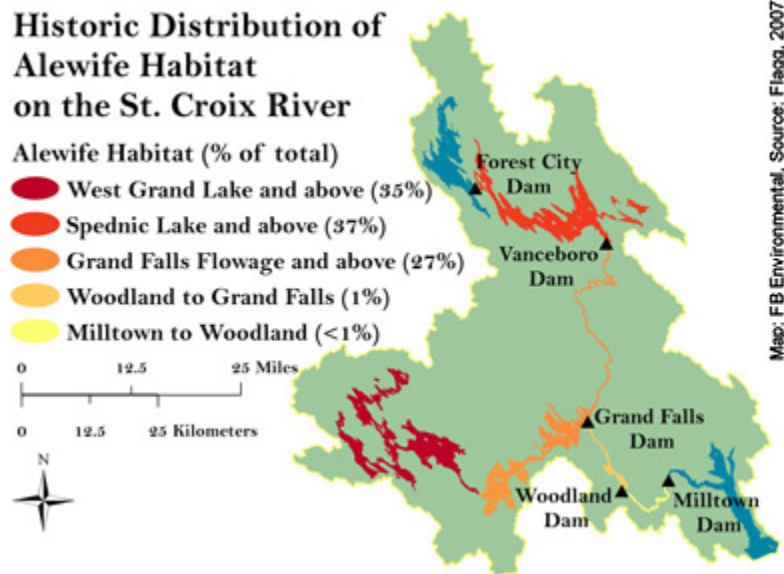 Historic Distribution of
Alewife Habitat
on the St. Croix River
Alewife Habitat (% of total)
West Grand Lake and above (35%)
Spednic Lake and above (37%)
Grand Falls Flowage and above (27%)
Woodland to Grand Falls (1%)
Milltown to Woodland (<1%)
0 12.5 25 Miles
0 12.5 25 Kilometers
N
Forest City
Dam
Vanceboro
Dam
Grand Falls
Dam
Woodland
Dam
Milltown
Dam
Map: FB Environmental, Source: Flagg, 2007